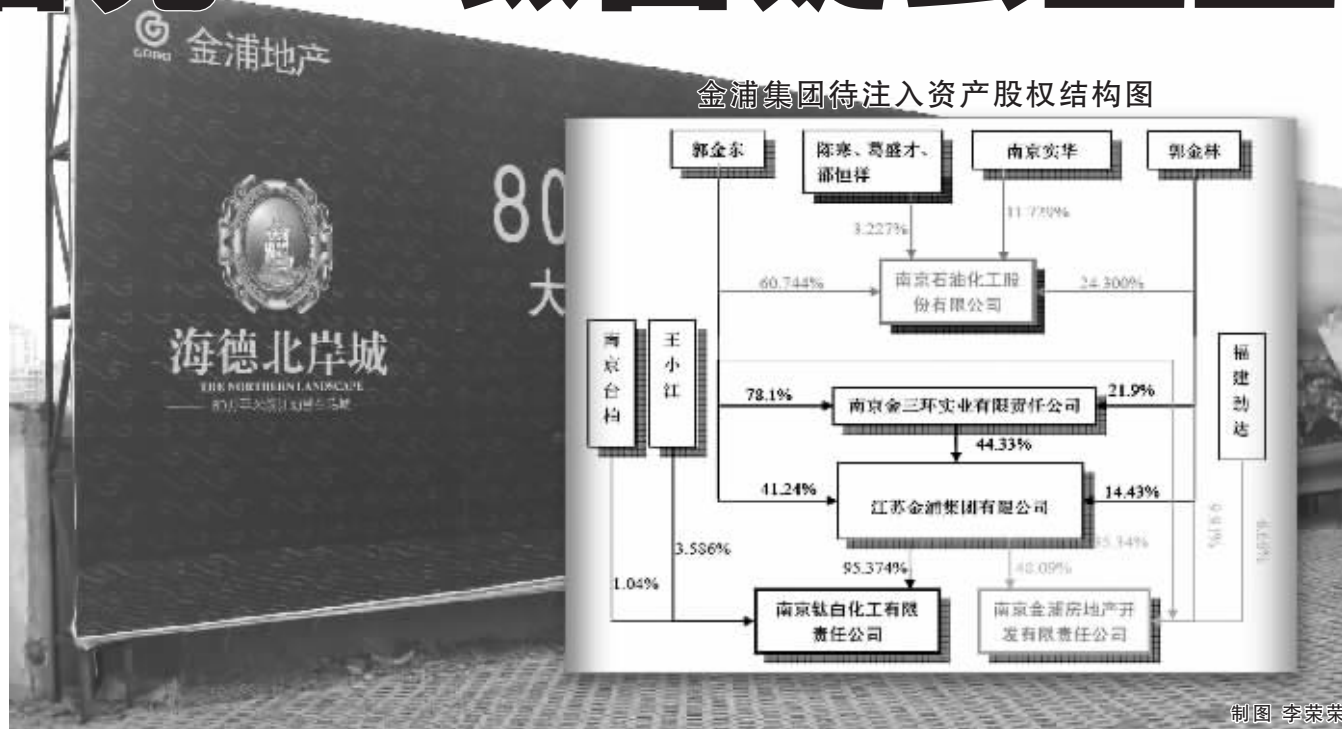 金浦地产
80
大
海德北岸城
THE NORTHERN LANDSCAPE
金浦集团待注入资产股权结构图
郭金东
陈寒、葛盛才、
邵恒祥
南京实华
郭金林
11.729%
3.227%
60.744%
南京石油化工股
份有限公司
24.300%
南京台柏
王小江
福建劲达
78.1%
南京金三环实业有限责任公司
21.9%
44.33%
41.24%
江苏金浦集团有限公司
14.43%
3.586%
95.374%
48.09%
1.04%
南京钛白化工有限
责任公司
南京金浦房地产开
发有限责任公司
制图 李荣荣